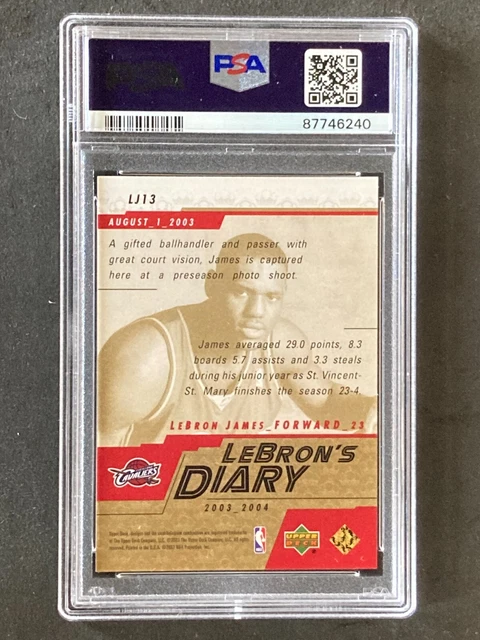 PSA
87746240
LJ13
AUGUST_1_2003
A gifted ballhandler and passer with
great court vision, James is captured
here at a preseason photo shoot.
James averaged 29.0 points, 8.3
boards 5.7 assists and 3.3 steals
during his junior year as St. Vincent-
St. Mary finishes the season 23-4.
LEBRON JAMES_FORWARD_23
CAVALIERS
LEBRON'S
DIARY
2003_2004
UPPER
DECK